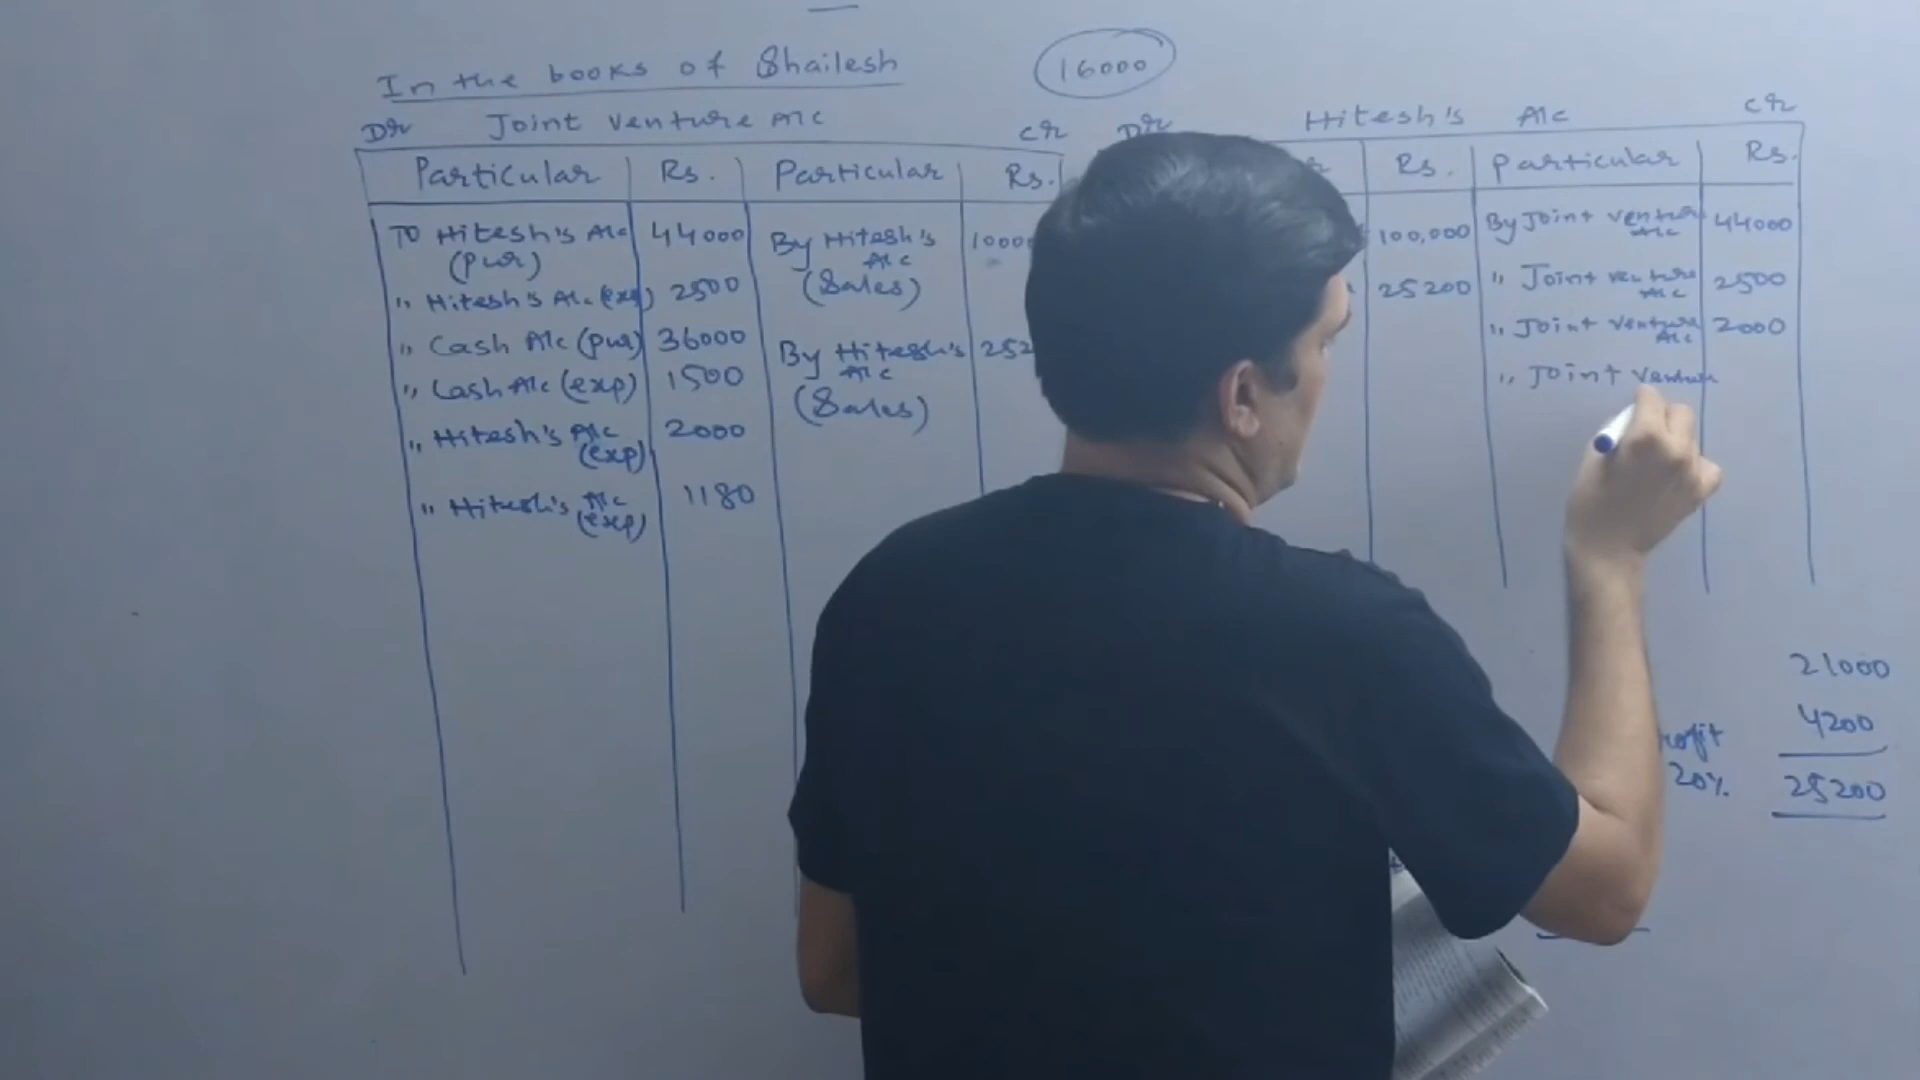 In the books of Shailesh
16000
Dr Joint Venture A/c Cr
Particular Rs. Particular Rs.
To Hitesh's A/c 44000 By Hitesh's A/c
(pur) (Sales)
,, Hitesh's A/c (exp) 2500
,, Cash A/c (pur) 36000 By Hitesh's A/c
,, Cash A/c (exp) 1500 (Sales)
,, Hitesh's A/c (exp) 2000
,, Hitesh's A/c (exp) 1180
Dr Hitesh's A/c Cr
Rs. Particular Rs.
100,000 By Joint Venture A/c 44000
25200 ,, Joint Venture A/c 2500
,, Joint Venture A/c 2000
,, Joint Venture
21000
4200
20%. 25200